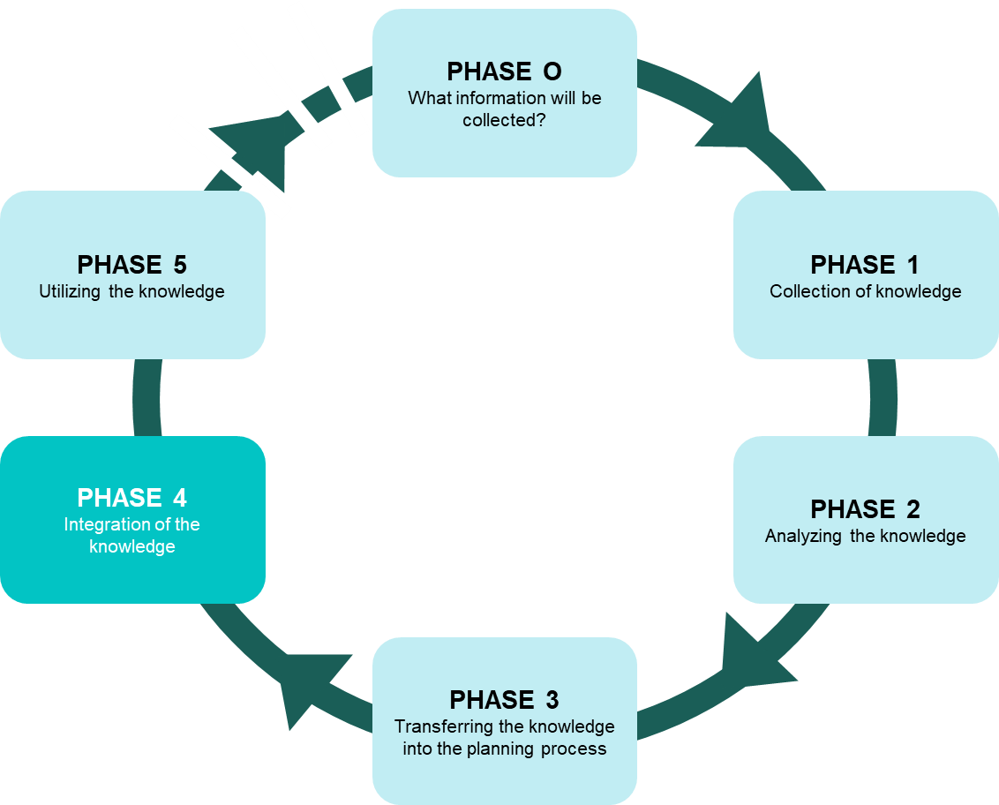 PHASE O
What information will be
collected?
PHASE 1
Collection of knowledge
PHASE 2
Analyzing the knowledge
PHASE 3
Transferring the knowledge
into the planning process
PHASE 4
Integration of the
knowledge
PHASE 5
Utilizing the knowledge